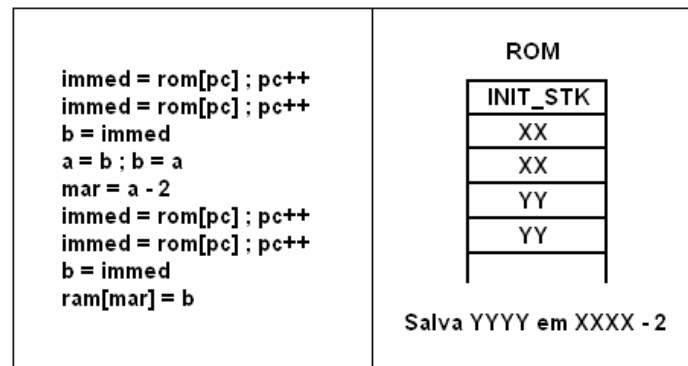 immed = rom[pc] ; pc++
immed = rom[pc] ; pc++
b = immed
a = b ; b = a
mar = a - 2
immed = rom[pc] ; pc++
immed = rom[pc] ; pc++
b = immed
ram[mar] = b
ROM
INIT_STK
XX
XX
YY
YY
Salva YYYY em XXXX - 2